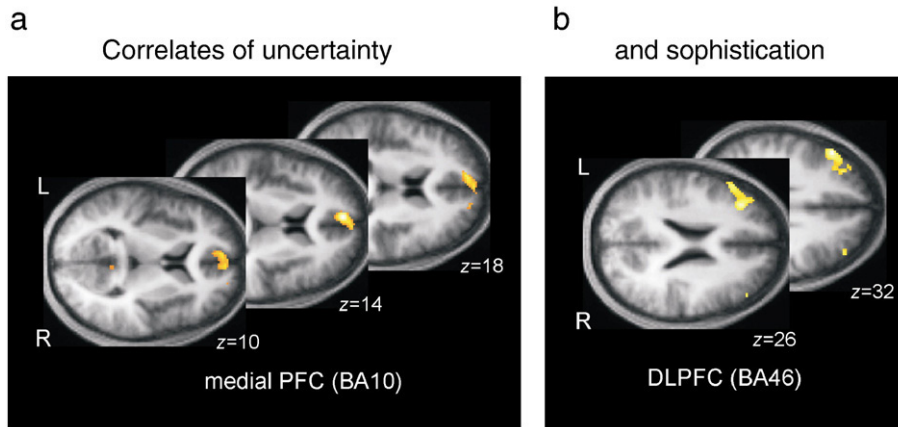 a
Correlates of uncertainty
L
R
z=10
z=14
z=18
medial PFC (BA10)
b
and sophistication
L
R
z=26
z=32
DLPFC (BA46)